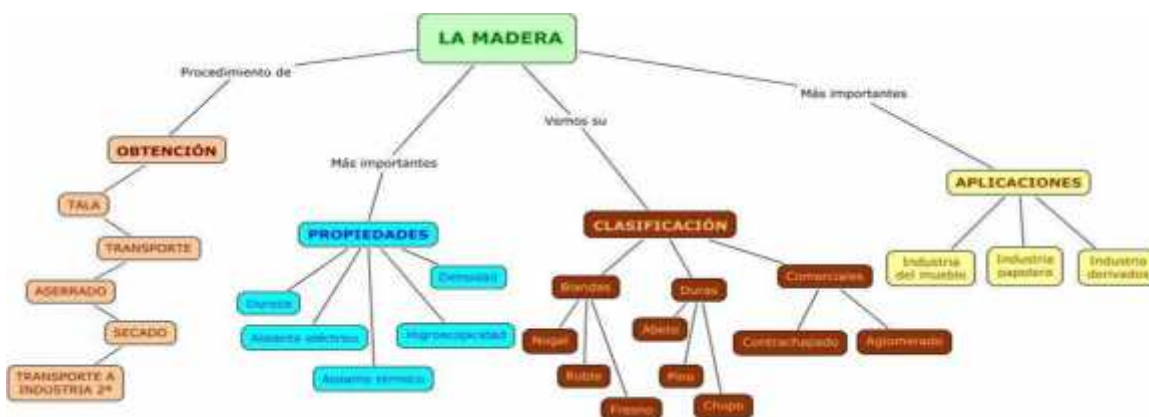 LA MADERA
Procedimiento de
OBTENCIÓN
TALA
TRANSPORTE
ASERRADO
SECADO
TRANSPORTE A
INDUSTRIA 2ª
Más importantes
PROPIEDADES
Dureza
Aislante eléctrico
Aislante térmico
Higroscopicidad
Densidad
Vemos su
CLASIFICACIÓN
Blandas
Nogal
Roble
Fresno
Duras
Abeto
Pino
Chopo
Comerciales
Contrachapado
Aglomerado
Más importantes
APLICACIONES
Industria
del mueble
Industria
papelera
Industria
derivados